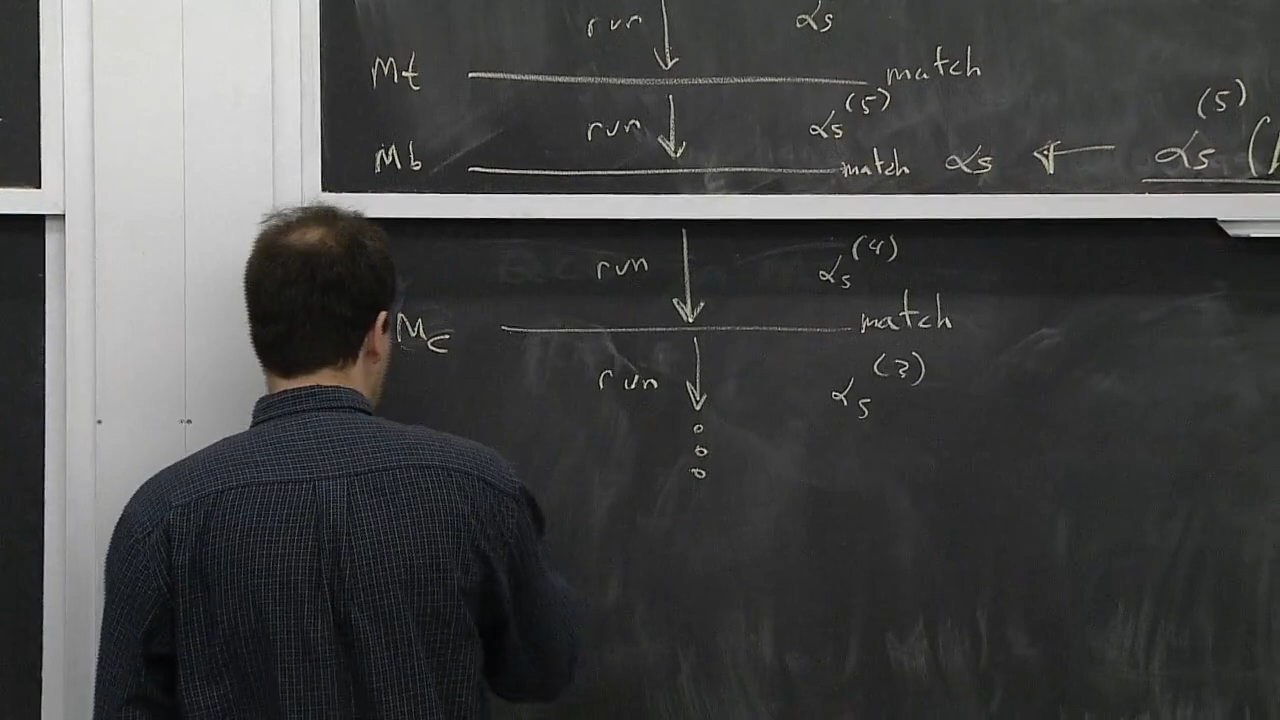 run αs
Mt match
run αs^(5)
Mb match αs ← αs^(5) (
run αs^(4)
Mc match
run αs^(3)